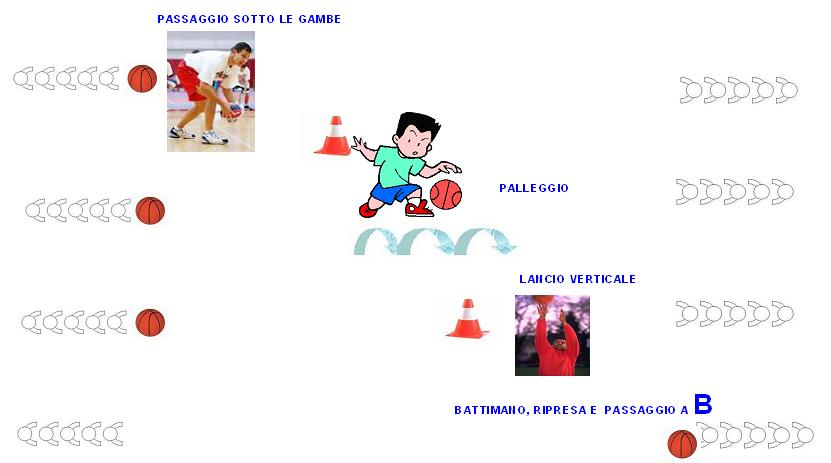 PASSAGGIO SOTTO LE GAMBE
PALLEGGIO
LANCIO VERTICALE
BATTIMANO, RIPRESA E PASSAGGIO A B